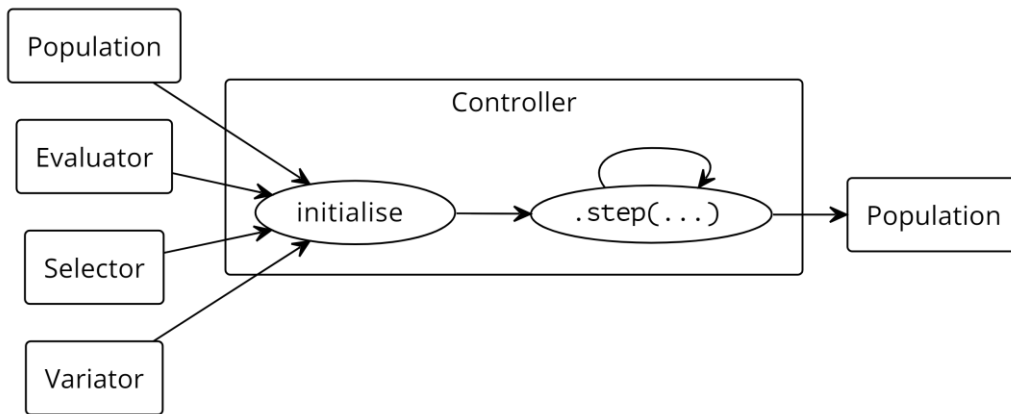 Population
Evaluator
Selector
Variator
Controller
initialise
.step(...)
Population